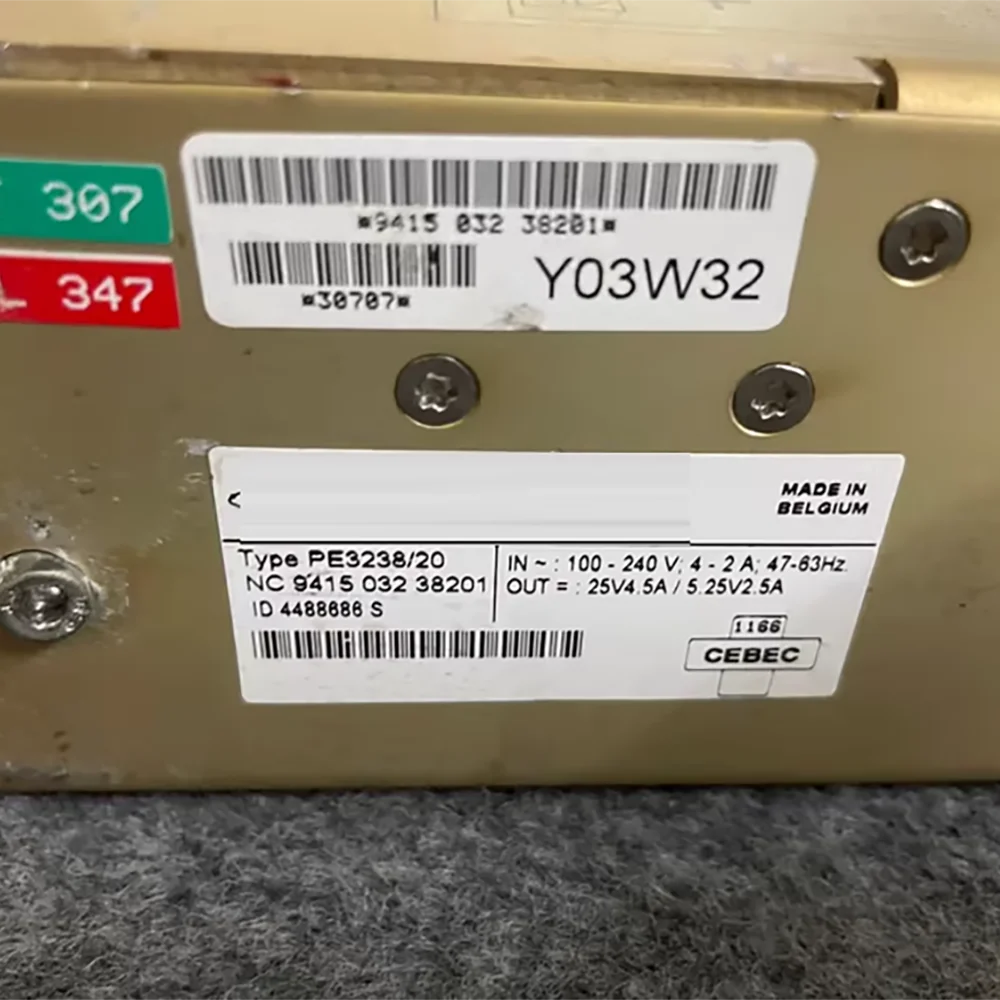 307
347
*9415 032 38201*
*30707*
Y03W32
MADE IN
BELGIUM
Type PE3238/20
NC 9415 032 38201
ID 4488686 S
IN ~ : 100 - 240 V; 4 - 2 A; 47-63Hz.
OUT = : 25V4.5A / 5.25V2.5A
1166
CEBEC